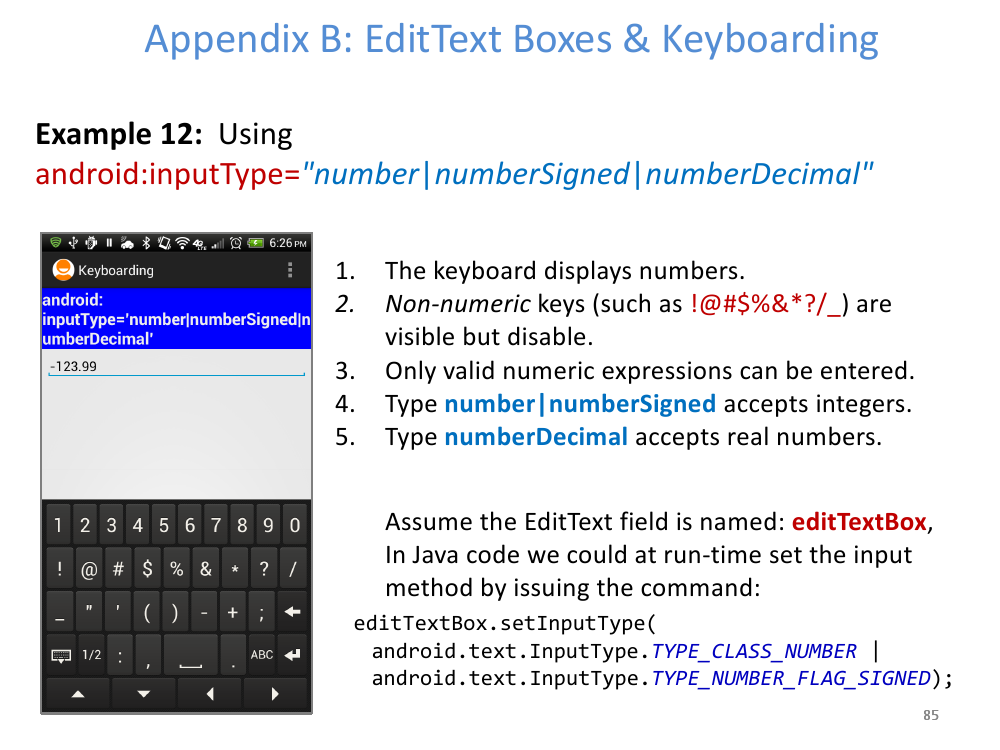 Appendix B: EditText Boxes & Keyboarding
Example 12: Using
android:inputType="number|numberSigned|numberDecimal"
6:26 PM
Keyboarding
android:
inputType='number|numberSigned|n
umberDecimal'
-123.99
1 2 3 4 5 6 7 8 9 0
! @ # $ % & * ? /
_ " ' ( ) - + ;
1/2 : , . ABC
1. The keyboard displays numbers.
2. Non-numeric keys (such as !@#$%&*?/_) are
visible but disable.
3. Only valid numeric expressions can be entered.
4. Type number|numberSigned accepts integers.
5. Type numberDecimal accepts real numbers.
Assume the EditText field is named: editTextBox,
In Java code we could at run-time set the input
method by issuing the command:
editTextBox.setInputType(
android.text.InputType.TYPE_CLASS_NUMBER |
android.text.InputType.TYPE_NUMBER_FLAG_SIGNED);
85